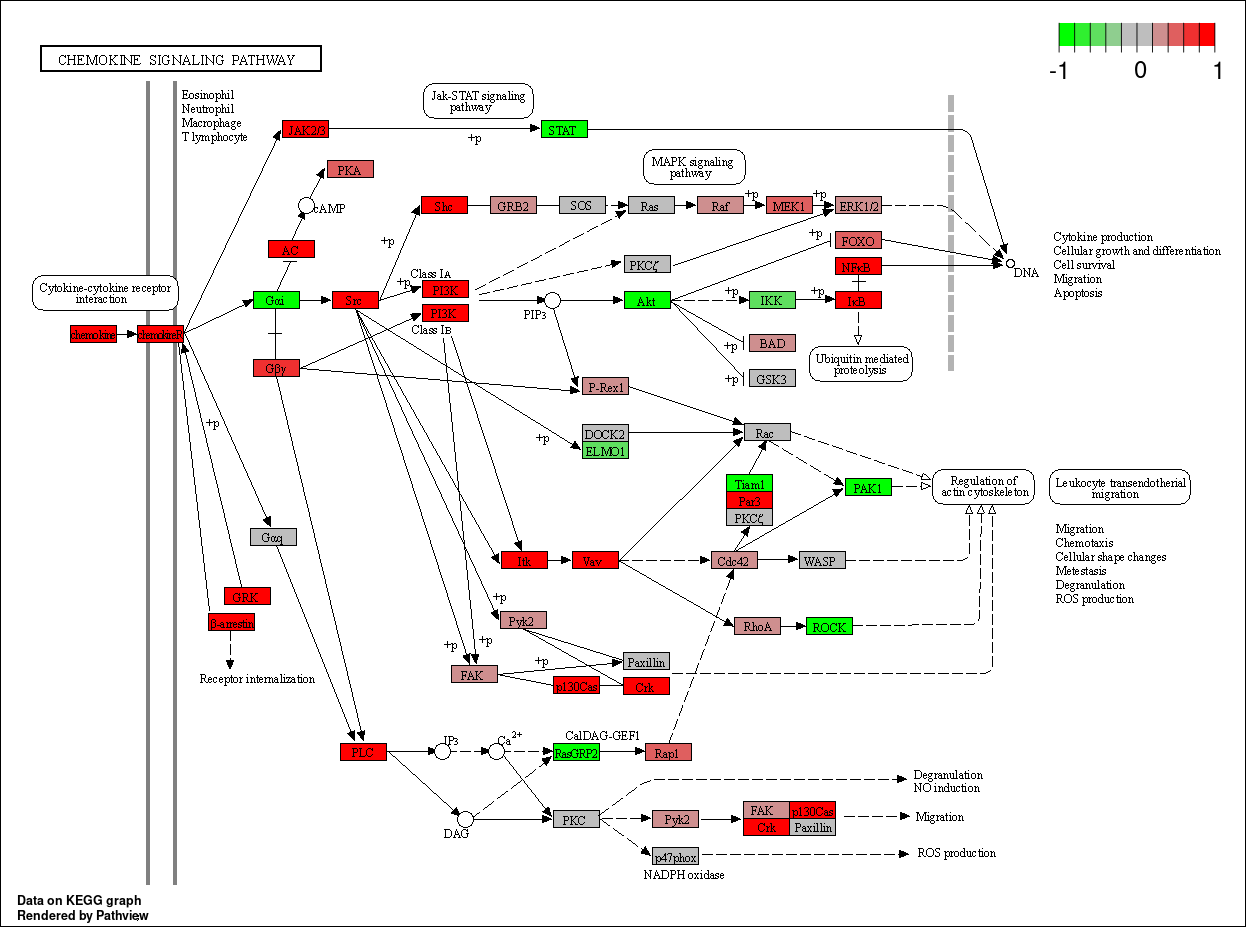 CHEMOKINE SIGNALING PATHWAY
-1
0
1
Eosinophil
Neutrophil
Macrophage
T lymphocyte
Jak-STAT signaling
pathway
JAK2/3
+p
STAT
MAPK signaling
pathway
PKA
cAMP
AC
+p
Shc
GRB2
SOS
Ras
Raf
+p
MEK1
+p
ERK1/2
+p
FOXO
Cytokine production
Cellular growth and differentiation
Cell survival
Migration
Apoptosis
PKCζ
NFκB
DNA
Cytokine-cytokine receptor
interaction
Class IA
+p
PI3K
PI3K
Class IB
Gαi
Src
PIP3
Akt
+p
IKK
+p
IκB
chemokine
chemokineR
Gβγ
+p
BAD
+p
GSK3
Ubiquitin mediated
proteolysis
P-Rex1
+p
+p
DOCK2
ELMO1
Rac
Tiam1
Par3
PKCζ
PAK1
Regulation of
actin cytoskeleton
Leukocyte transendothelial
migration
Gαq
Itk
Vav
Cdc42
WASP
Migration
Chemotaxis
Cellular shape changes
Metestasis
Degranulation
ROS production
GRK
β-arrestin
+p
Pyk2
RhoA
ROCK
+p
+p
+p
FAK
Paxillin
p130Cas
Crk
Receptor internalization
PLC
IP3
Ca2+
CalDAG-GEF1
RasGRP2
Rap1
DAG
PKC
Degranulation
NO induction
Pyk2
FAK
p130Cas
Crk
Paxillin
Migration
p47phox
NADPH oxidase
ROS production
Data on KEGG graph
Rendered by Pathview